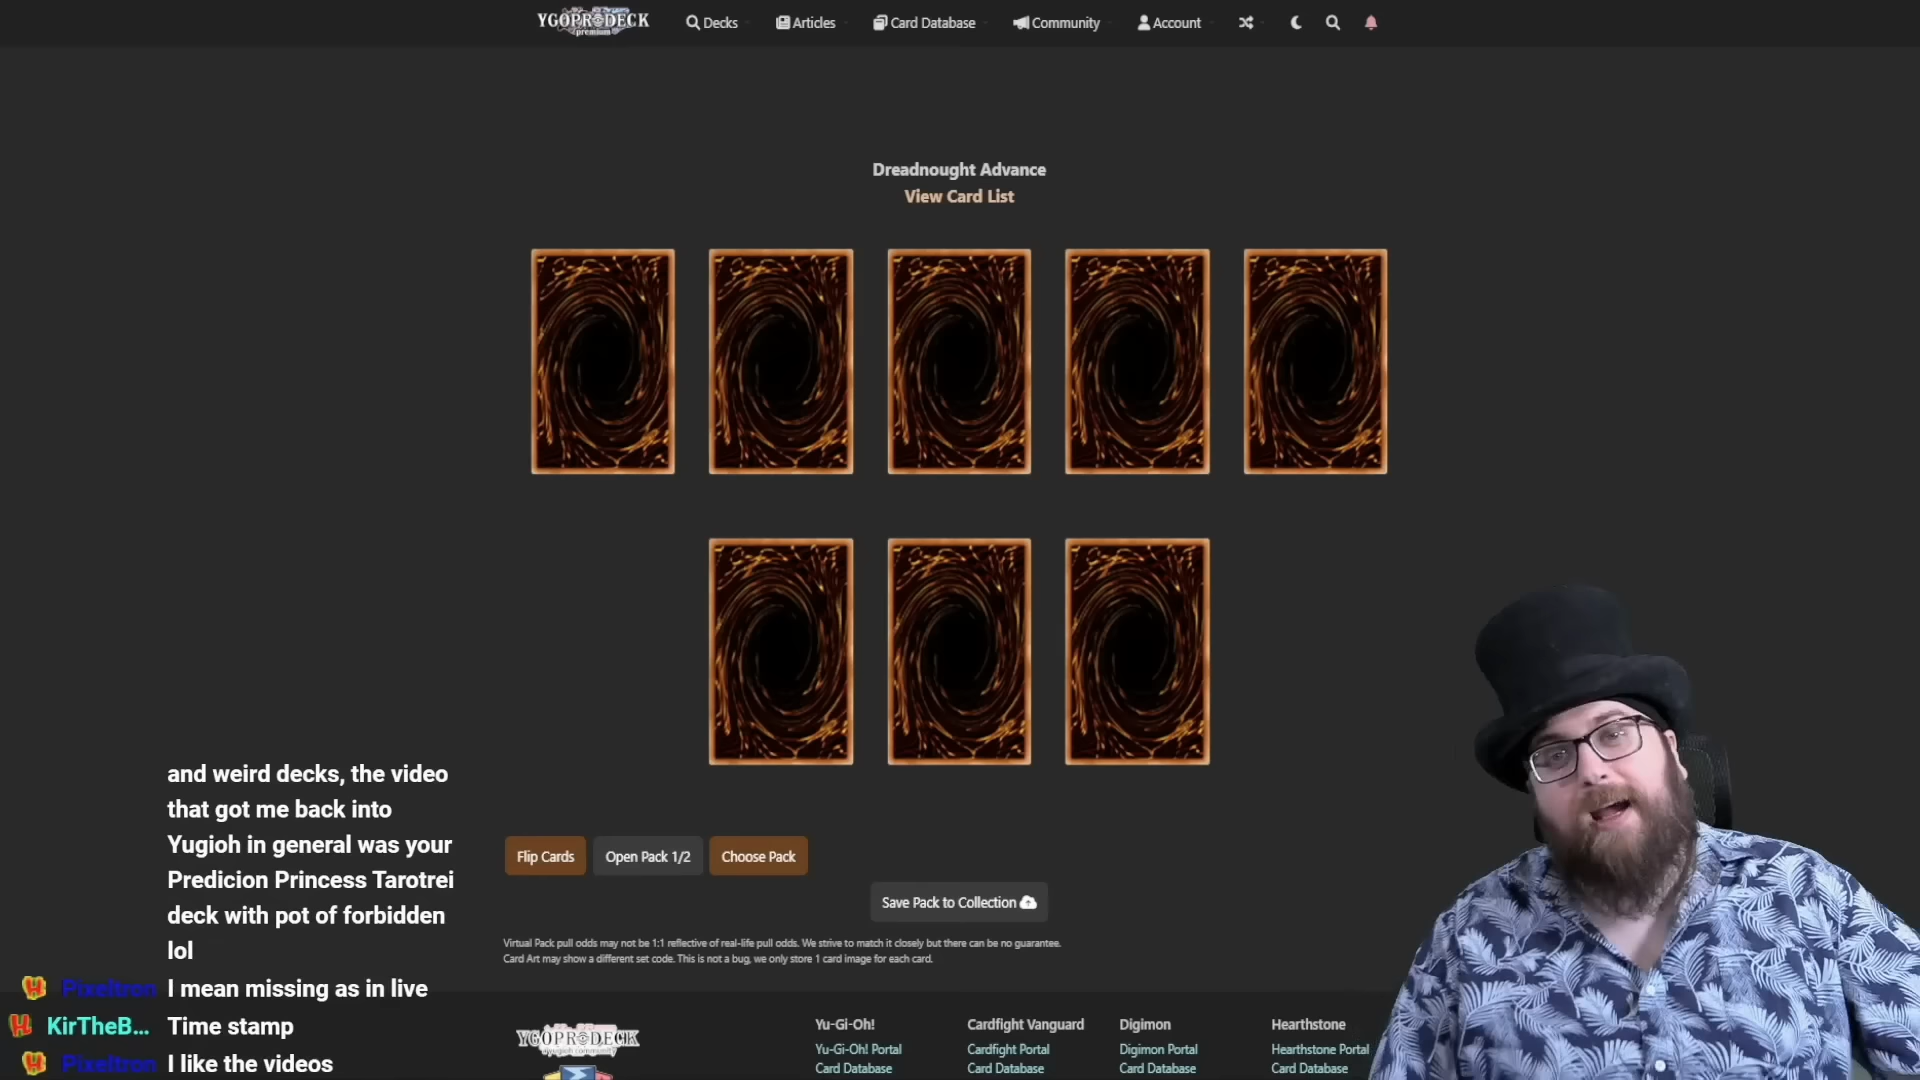 YGOPRODECK
premium
Decks
Articles
Card Database
Community
Account
Dreadnought Advance
View Card List
Flip Cards
Open Pack 1/2
Choose Pack
Save Pack to Collection
Virtual Pack pull odds may not be 1:1 reflective of real-life pull odds. We strive to match it closely but there can be no guarantee.
Card Art may show a different set code. This is not a bug, we only store 1 card image for each card.
and weird decks, the video
that got me back into
Yugioh in general was your
Predicion Princess Tarotrei
deck with pot of forbidden
lol
Pixeltron I mean missing as in live
KirTheB... Time stamp
Pixeltron I like the videos
YGOPRODECK
Yu-Gi-Oh!
Yu-Gi-Oh! Portal
Card Database
Cardfight Vanguard
Cardfight Portal
Card Database
Digimon
Digimon Portal
Card Database
Hearthstone
Hearthstone Portal
Card Database